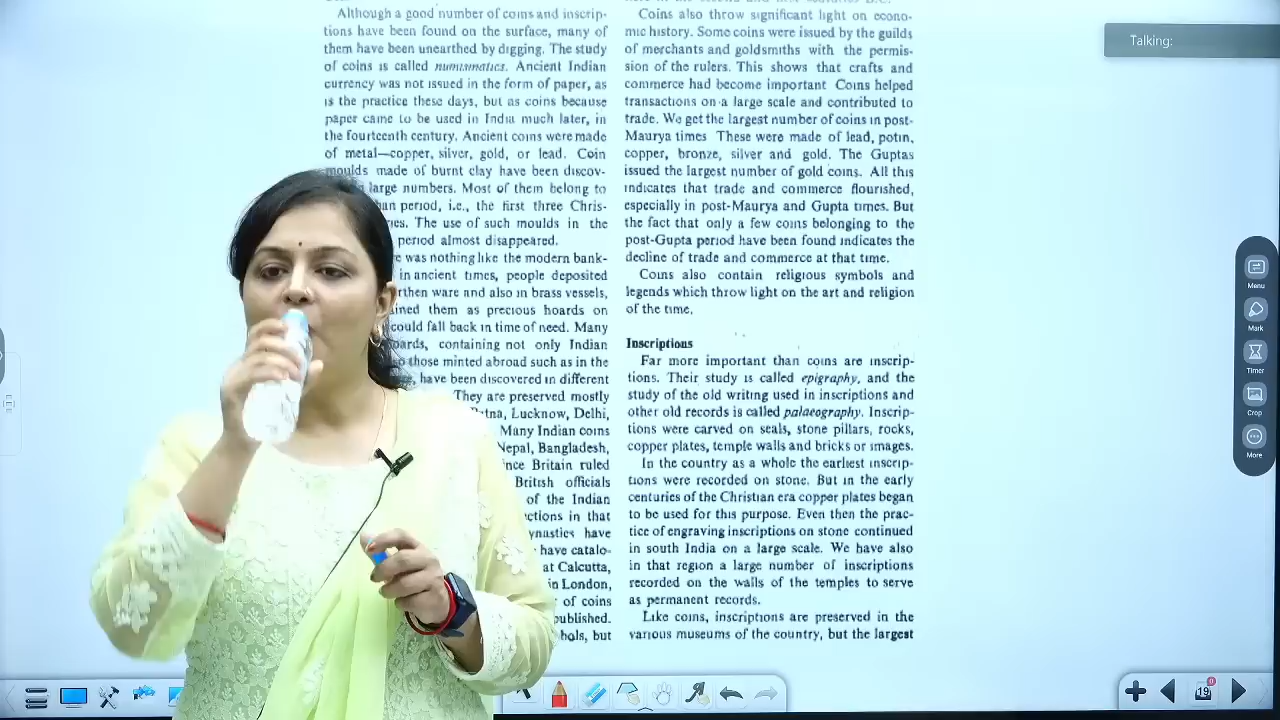 Although a good number of coins and inscrip-
tions have been found on the surface, many of
them have been unearthed by digging. The study
of coins is called numismatics. Ancient Indian
currency was not issued in the form of paper, as
is the practice these days, but as coins because
paper came to be used in India much later, in
the fourteenth century. Ancient coins were made
of metal—copper, silver, gold, or lead. Coin
moulds made of burnt clay have been discov-
large numbers. Most of them belong to
period, i.e., the first three Chris-
The use of such moulds in the
period almost disappeared.
was nothing like the modern bank-
in ancient times, people deposited
ware and also in brass vessels,
them as precious hoards on
could fall back in time of need. Many
containing not only Indian
those minted abroad such as in the
have been discovered in different
They are preserved mostly
Lucknow, Delhi,
Many Indian coins
Nepal, Bangladesh,
Britain ruled
British officials
of the Indian
in that
have
have catalo-
at Calcutta,
in London,
of coins
but
Coins also throw significant light on econo-
mic history. Some coins were issued by the guilds
of merchants and goldsmiths with the permis-
sion of the rulers. This shows that crafts and
commerce had become important Coins helped
transactions on a large scale and contributed to
trade. We get the largest number of coins in post-
Maurya times These were made of lead, potin,
copper, bronze, silver and gold. The Guptas
issued the largest number of gold coins. All this
indicates that trade and commerce flourished,
especially in post-Maurya and Gupta times. But
the fact that only a few coins belonging to the
post-Gupta period have been found indicates the
decline of trade and commerce at that time.
Coins also contain religious symbols and
legends which throw light on the art and religion
of the time.
Inscriptions
Far more important than coins are inscrip-
tions. Their study is called epigraphy, and the
study of the old writing used in inscriptions and
other old records is called palaeography. Inscrip-
tions were carved on seals, stone pillars, rocks,
copper plates, temple walls and bricks or images.
In the country as a whole the earliest inscrip-
tions were recorded on stone. But in the early
centuries of the Christian era copper plates began
to be used for this purpose. Even then the prac-
tice of engraving inscriptions on stone continued
in south India on a large scale. We have also
in that region a large number of inscriptions
recorded on the walls of the temples to serve
as permanent records.
Like coins, inscriptions are preserved in the
various museums of the country, but the largest
Talking:
Menu
Mark
Timer
Crop
More
19